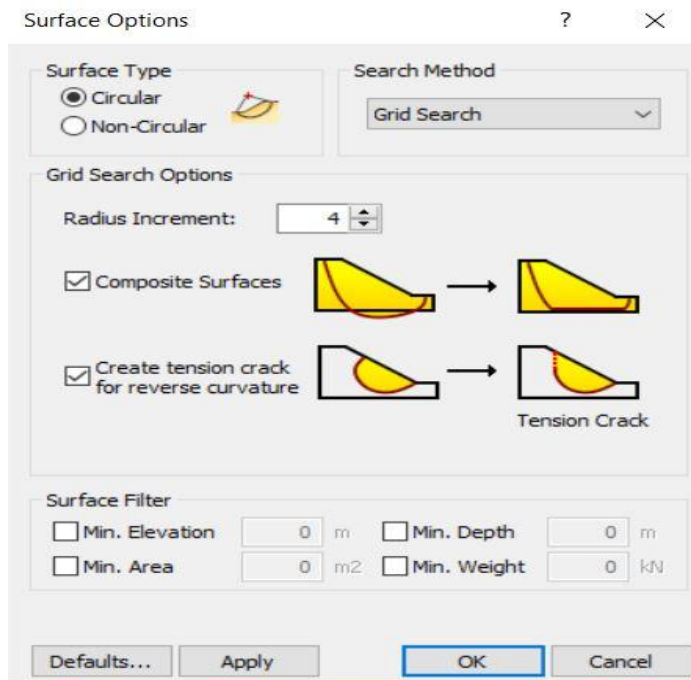 Surface Options ? X
Surface Type
Circular
Non-Circular
Search Method
Grid Search
Grid Search Options
Radius Increment: 4
Composite Surfaces
Create tension crack
for reverse curvature
Tension Crack
Surface Filter
Min. Elevation 0 m Min. Depth 0 m
Min. Area 0 m2 Min. Weight 0 kN
Defaults... Apply OK Cancel